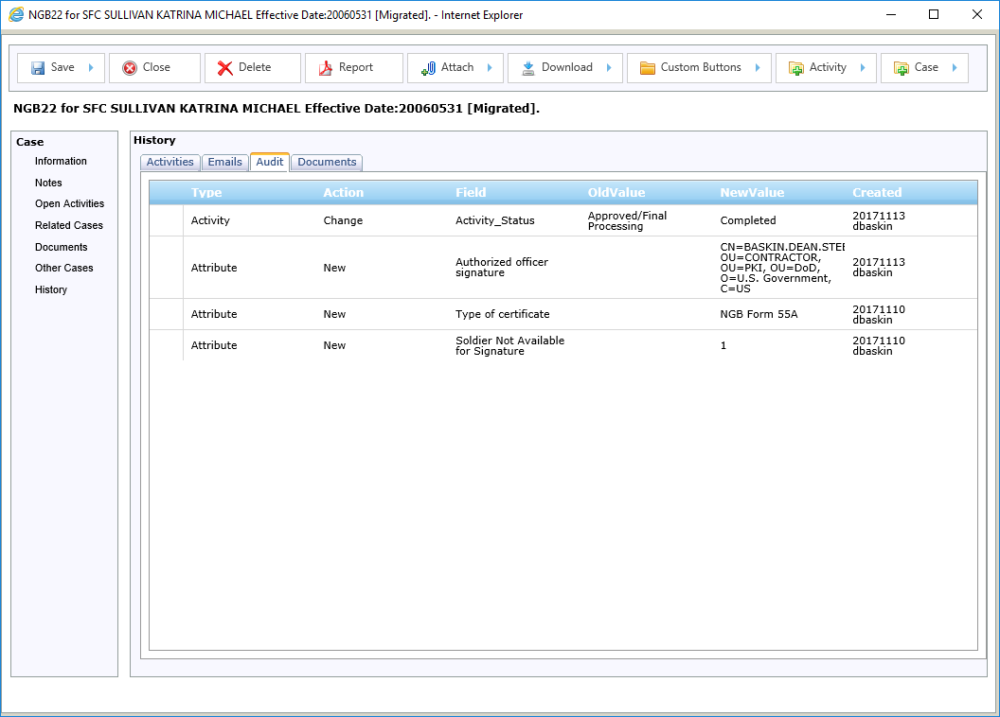 NGB22 for SFC SULLIVAN KATRINA MICHAEL Effective Date:20060531 [Migrated]. - Internet Explorer
Save Close Delete Report Attach Download Custom Buttons Activity Case
NGB22 for SFC SULLIVAN KATRINA MICHAEL Effective Date:20060531 [Migrated].
Case
Information
Notes
Open Activities
Related Cases
Documents
Other Cases
History
History
Activities Emails Audit Documents
Type Action Field OldValue NewValue Created
Activity Change Activity_Status Approved/Final Processing Completed 20171113 dbaskin
Attribute New Authorized officer signature CN=BASKIN.DEAN.STE OU=CONTRACTOR, OU=PKI, OU=DoD, O=U.S. Government, C=US 20171113 dbaskin
Attribute New Type of certificate NGB Form 55A 20171110 dbaskin
Attribute New Soldier Not Available for Signature 1 20171110 dbaskin